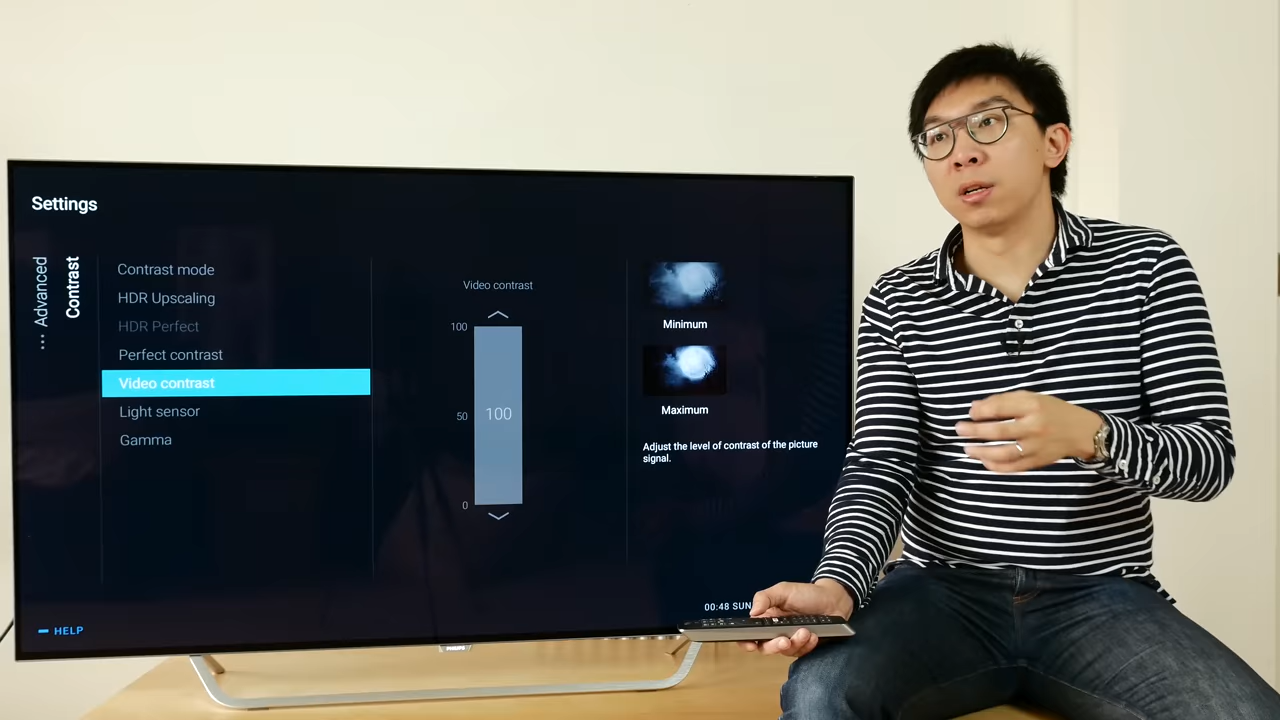 Settings
... Advanced
Contrast
Contrast mode
HDR Upscaling
HDR Perfect
Perfect contrast
Video contrast
Light sensor
Gamma
Video contrast
100
50
100
0
Minimum
Maximum
Adjust the level of contrast of the picture
signal.
00:48 SUN
HELP
PHILIPS